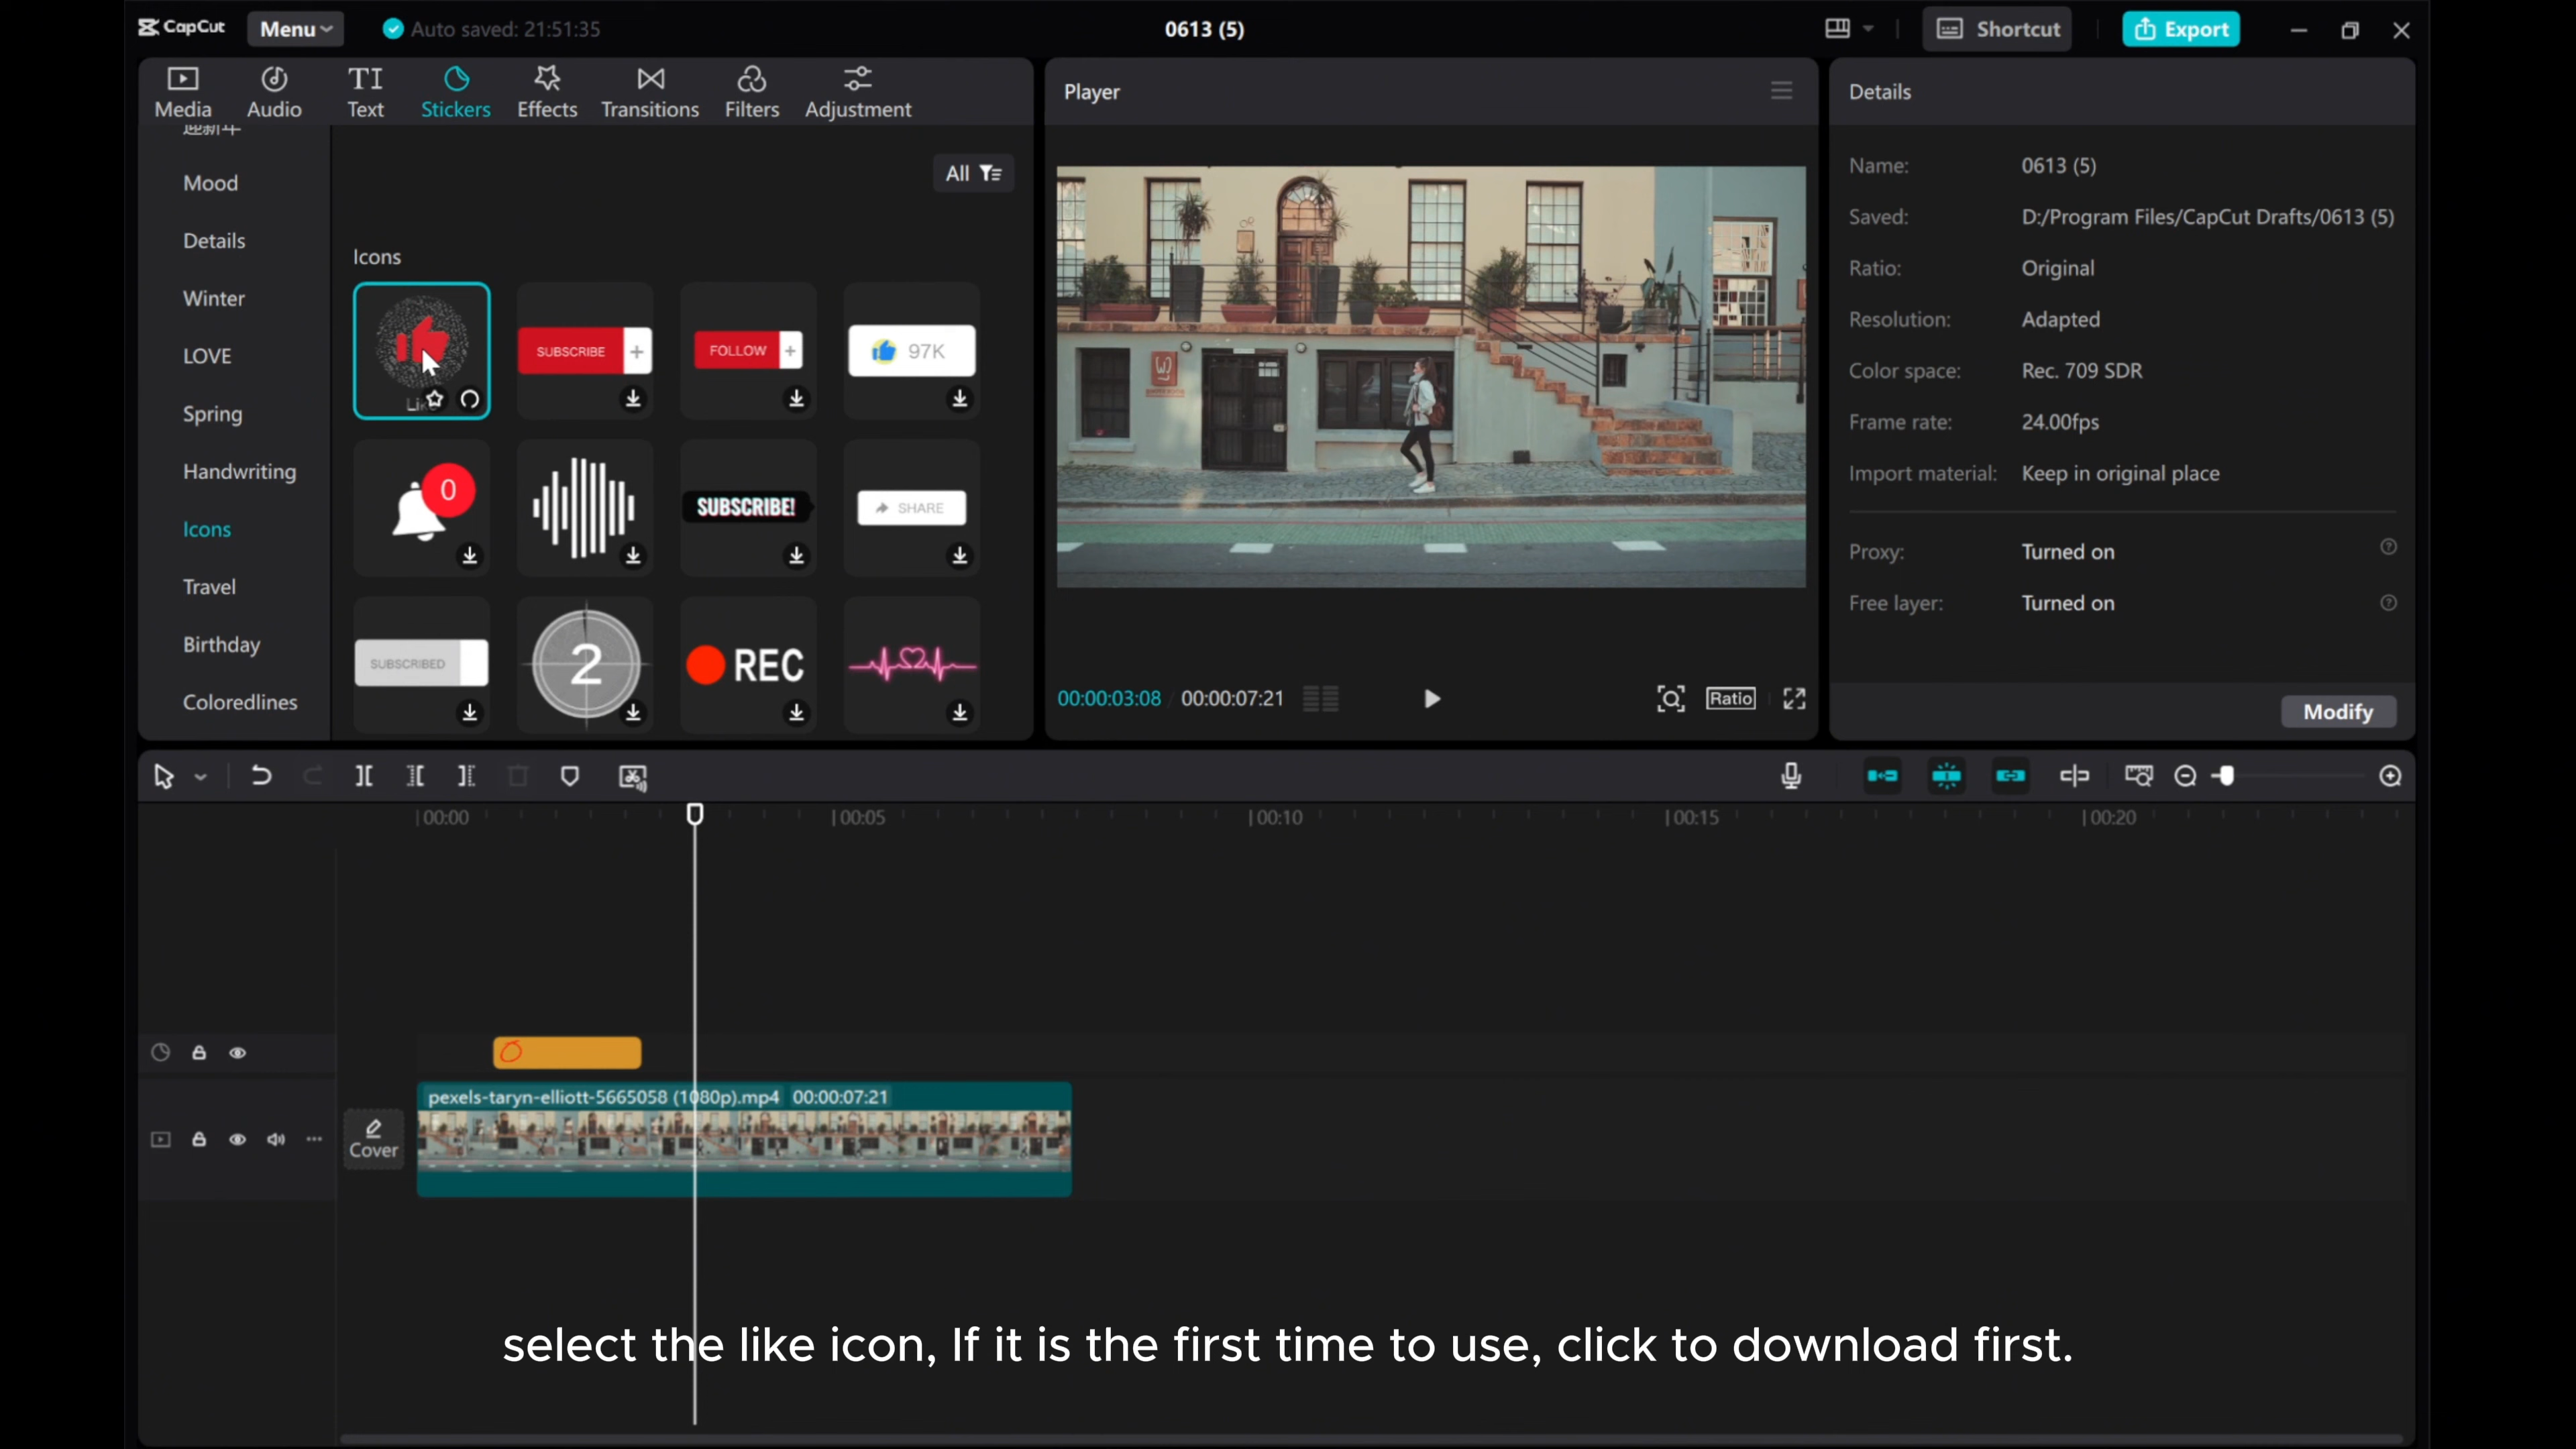 CapCut
Menu
Auto saved: 21:51:35
0613 (5)
Shortcut
Export
Media
Audio
TI
Text
Stickers
Effects
Transitions
Filters
Adjustment
迎新年
Mood
Details
Winter
LOVE
Spring
Handwriting
Icons
Travel
Birthday
Coloredlines
All
Icons
SUBSCRIBE +
FOLLOW +
97K
0
SUBSCRIBE!
SHARE
SUBSCRIBED
2
REC
Player
00:00:03:08 / 00:00:07:21
Ratio
Details
Name: 0613 (5)
Saved: D:/Program Files/CapCut Drafts/0613 (5)
Ratio: Original
Resolution: Adapted
Color space: Rec. 709 SDR
Frame rate: 24.00fps
Import material: Keep in original place
Proxy: Turned on
Free layer: Turned on
Modify
00:00
00:05
00:10
00:15
00:20
Cover
pexels-taryn-elliott-5665058 (1080p).mp4 00:00:07:21
select the like icon, If it is the first time to use, click to download first.